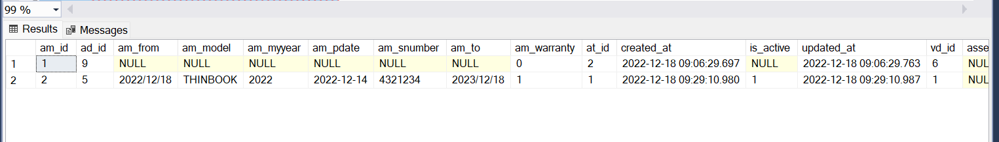 99 %
Results Messages
am_id ad_id am_from am_model am_myyear am_pdate am_snumber am_to am_warranty at_id created_at is_active updated_at vd_id asse
1 1 9 NULL NULL NULL NULL NULL NULL 0 2 2022-12-18 09:06:29.697 NULL 2022-12-18 09:06:29.763 6 NUL
2 2 5 2022/12/18 THINBOOK 2022 2022-12-14 4321234 2023/12/18 1 1 2022-12-18 09:29:10.980 1 2022-12-18 09:29:10.987 1 NUL